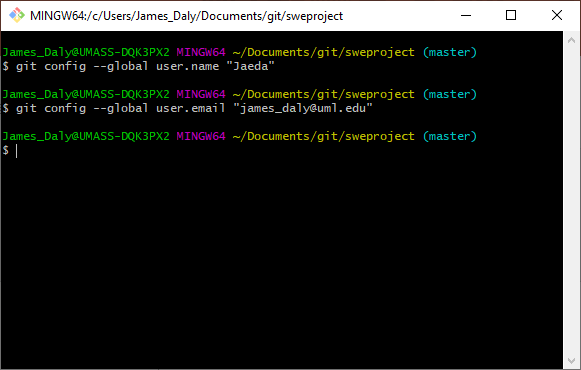 MINGW64:/c/Users/James_Daly/Documents/git/sweproject
James_Daly@UMASS-DQK3PX2 MINGW64 ~/Documents/git/sweproject (master)
$ git config --global user.name "Jaeda"
James_Daly@UMASS-DQK3PX2 MINGW64 ~/Documents/git/sweproject (master)
$ git config --global user.email "james_daly@uml.edu"
James_Daly@UMASS-DQK3PX2 MINGW64 ~/Documents/git/sweproject (master)
$